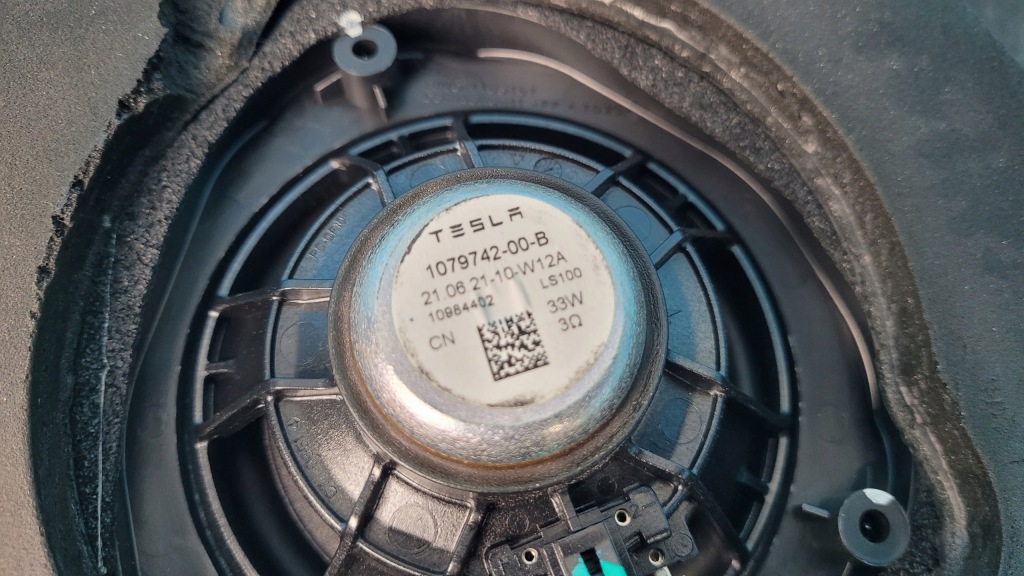 TESLA
1079742-00-B
21.06 21-10-W12A
10984402 LS100
CN 33W
3Ω